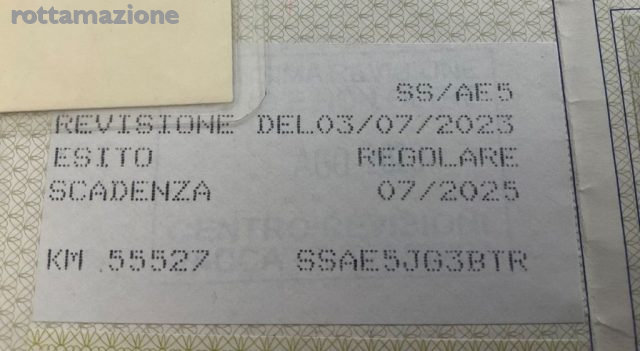 rottamazione
SS/AE5
REVISIONE DEL03/07/2023
ESITO REGOLARE
SCADENZA 07/2025
KM 55527 SSAE5JG3BTR